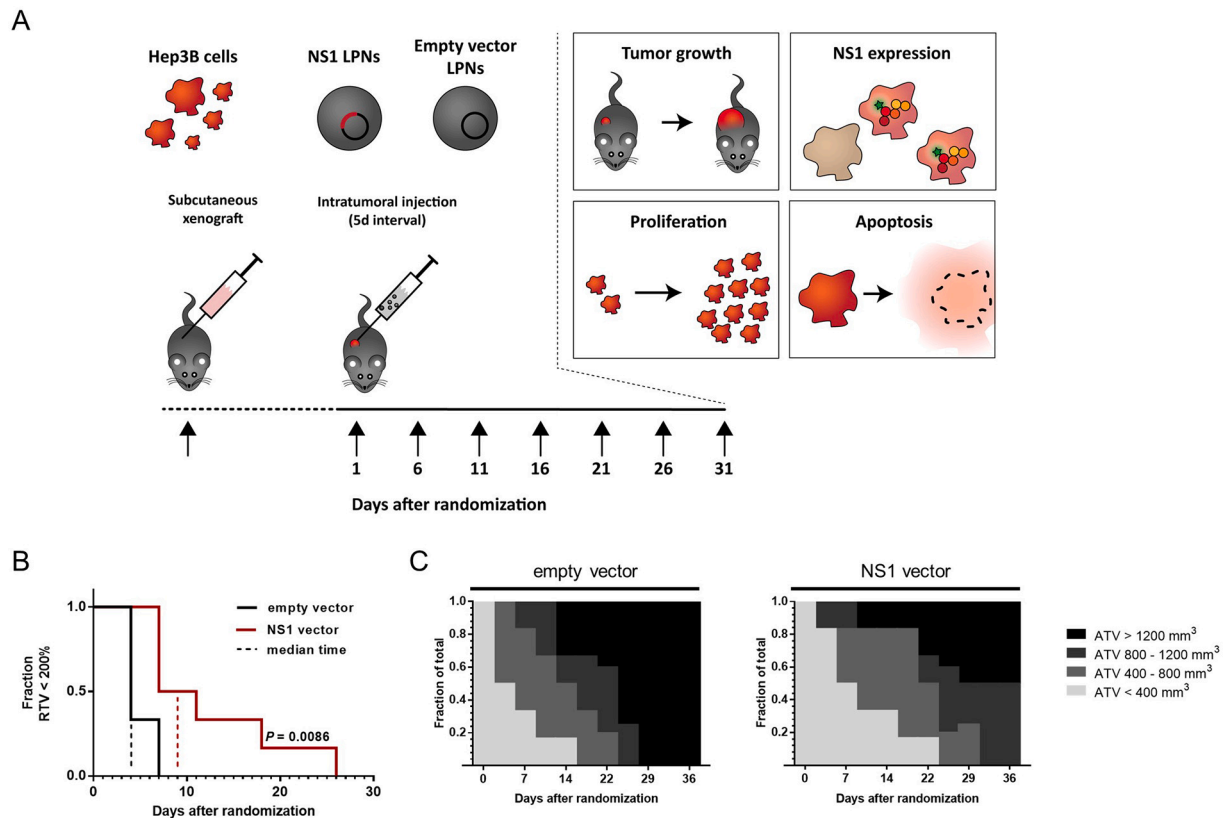 A
Hep3B cells
NS1 LPNs
Empty vector
LPNs
Subcutaneous
xenograft
Intratumoral injection
(5d interval)
Tumor growth
NS1 expression
Proliferation
Apoptosis
1 6 11 16 21 26 31
Days after randomization
B
Fraction
RTV < 200%
1.0
0.5
0.0
0 10 20 30
Days after randomization
empty vector
NS1 vector
median time
P = 0.0086
C
empty vector
Fraction of total
1.0
0.8
0.6
0.4
0.2
0 7 14 22 29 36
Days after randomization
NS1 vector
Fraction of total
1.0
0.8
0.6
0.4
0.2
0 7 14 22 29 36
Days after randomization
ATV > 1200 mm³
ATV 800 - 1200 mm³
ATV 400 - 800 mm³
ATV < 400 mm³